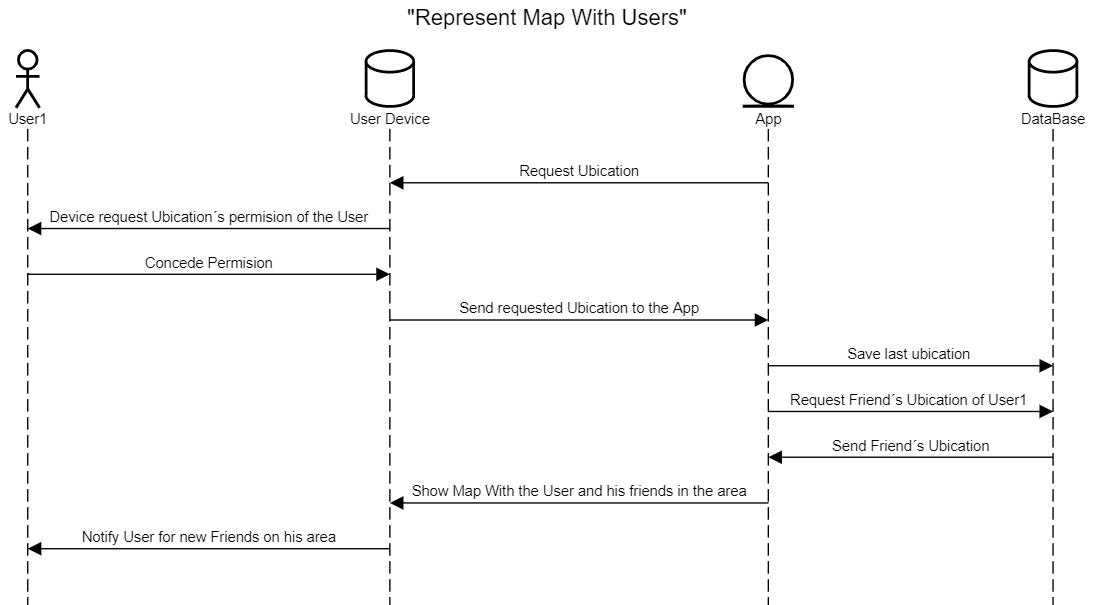 "Represent Map With Users"
User1
User Device
App
DataBase
Request Ubication
Device request Ubication´s permision of the User
Concede Permision
Send requested Ubication to the App
Save last ubication
Request Friend´s Ubication of User1
Send Friend´s Ubication
Show Map With the User and his friends in the area
Notify User for new Friends on his area